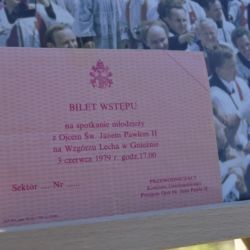 BILET WSTĘPU
na spotkanie młodzieży
z Ojcem Św. Janem Pawłem II
na Wzgórzu Lecha w Gnieźnie
3 czerwca 1979 r. godz. 17.00
Sektor .... Nr .....
PRZEWODNICZĄCY
Komitetu